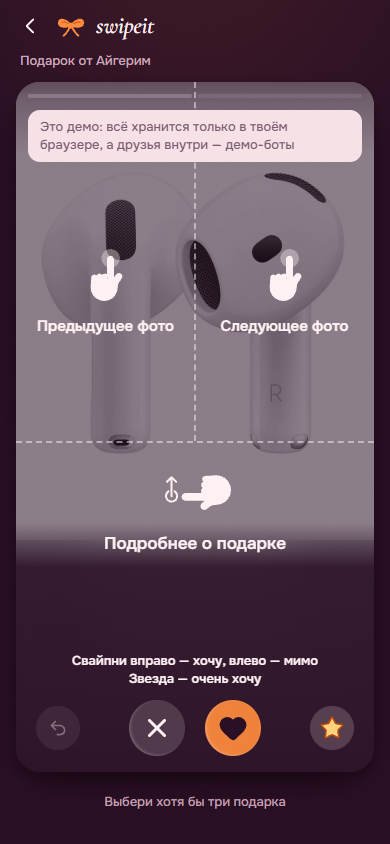 swipeit
Подарок от Айгерим
Это демо: всё хранится только в твоём
браузере, а друзья внутри — демо-боты
Предыдущее фото
Следующее фото
R
Подробнее о подарке
Свайпни вправо — хочу, влево — мимо
Звезда — очень хочу
Выбери хотя бы три подарка